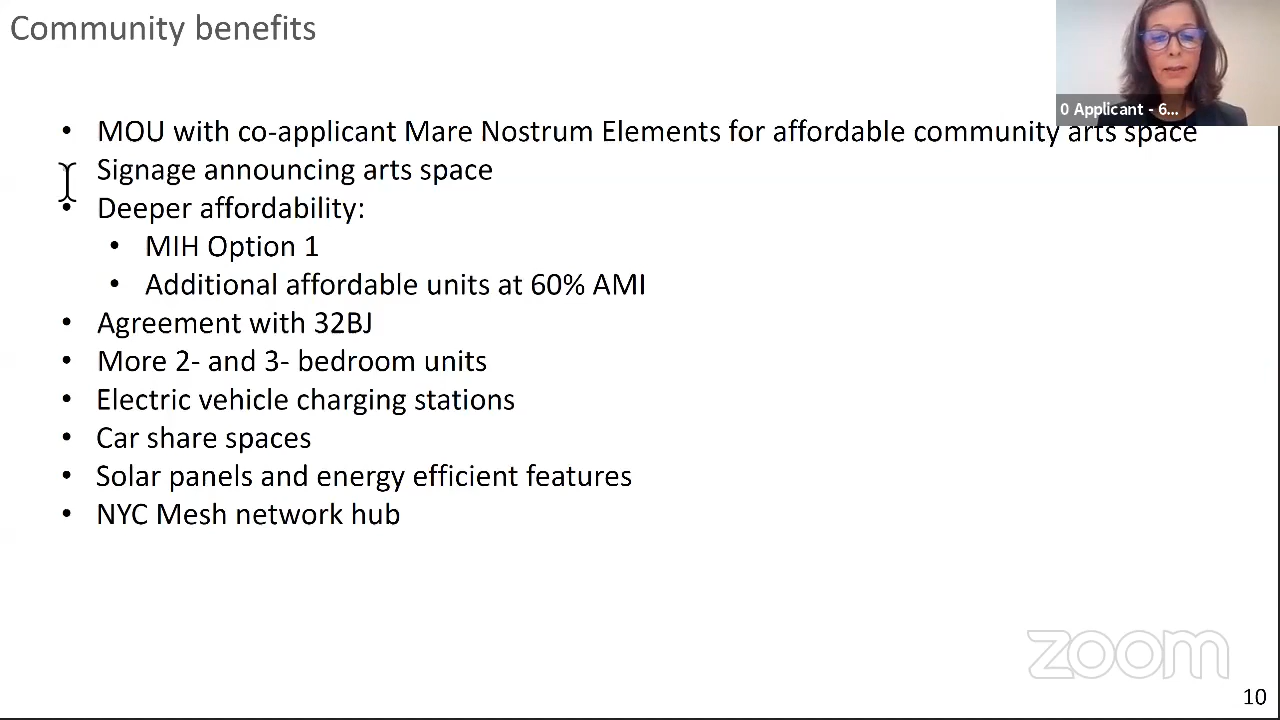 Community benefits
0 Applicant - 6...
• MOU with co-applicant Mare Nostrum Elements for affordable community arts space
Signage announcing arts space
• Deeper affordability:
• MIH Option 1
• Additional affordable units at 60% AMI
• Agreement with 32BJ
• More 2- and 3- bedroom units
• Electric vehicle charging stations
• Car share spaces
• Solar panels and energy efficient features
• NYC Mesh network hub
zoom
10